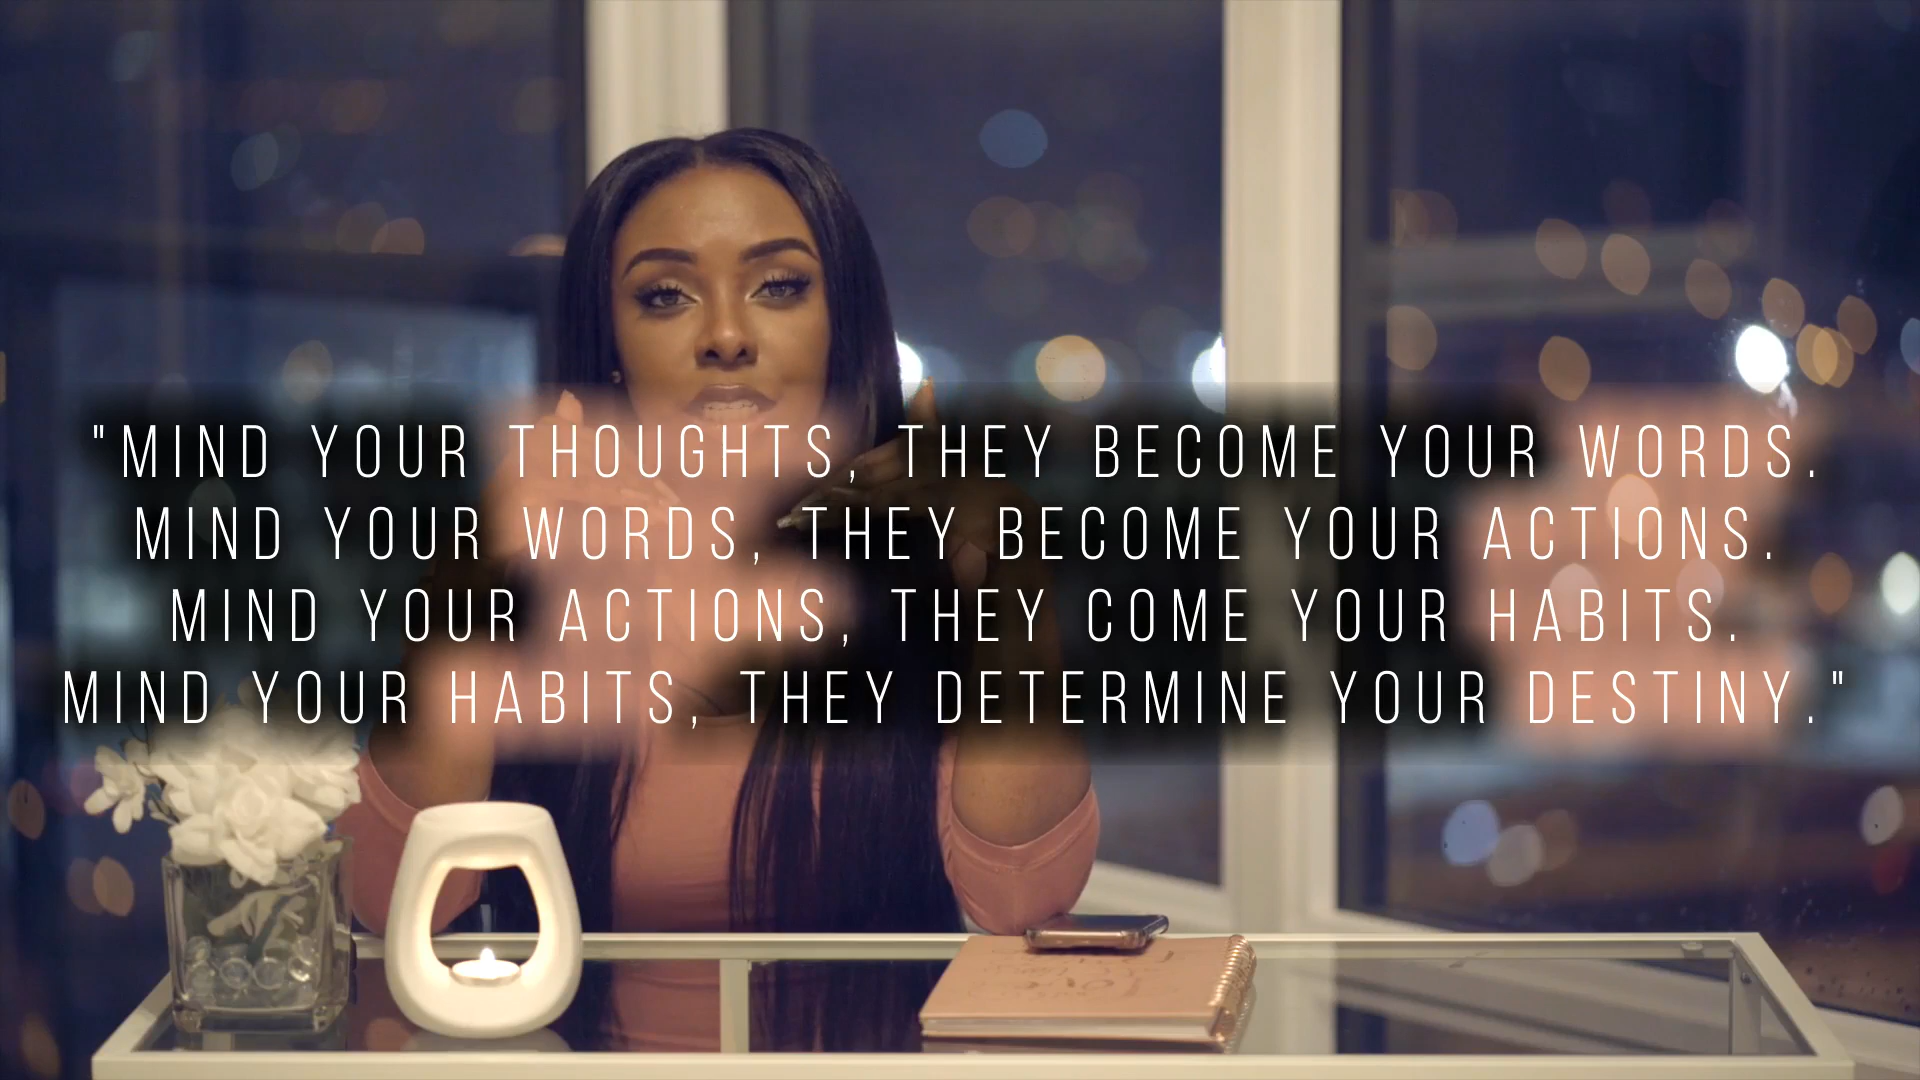 "MIND YOUR THOUGHTS, THEY BECOME YOUR WORDS.
MIND YOUR WORDS, THEY BECOME YOUR ACTIONS.
MIND YOUR ACTIONS, THEY COME YOUR HABITS.
MIND YOUR HABITS, THEY DETERMINE YOUR DESTINY."